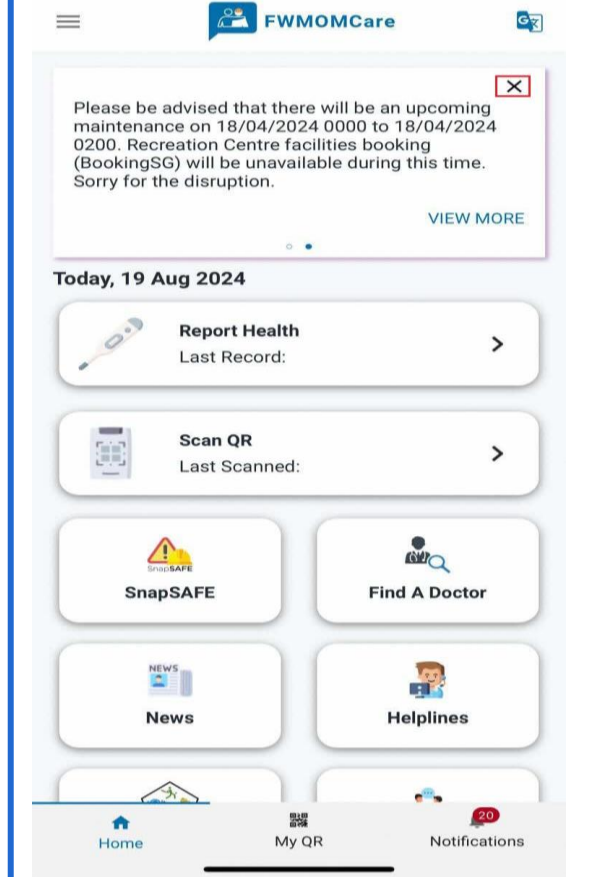 FWMOMCare
Please be advised that there will be an upcoming
maintenance on 18/04/2024 0000 to 18/04/2024
0200. Recreation Centre facilities booking
(BookingSG) will be unavailable during this time.
Sorry for the disruption.
VIEW MORE
Today, 19 Aug 2024
Report Health
Last Record:
Scan QR
Last Scanned:
SnapSAFE
SnapSAFE
Find A Doctor
NEWS
News
Helplines
20
Home
My QR
Notifications